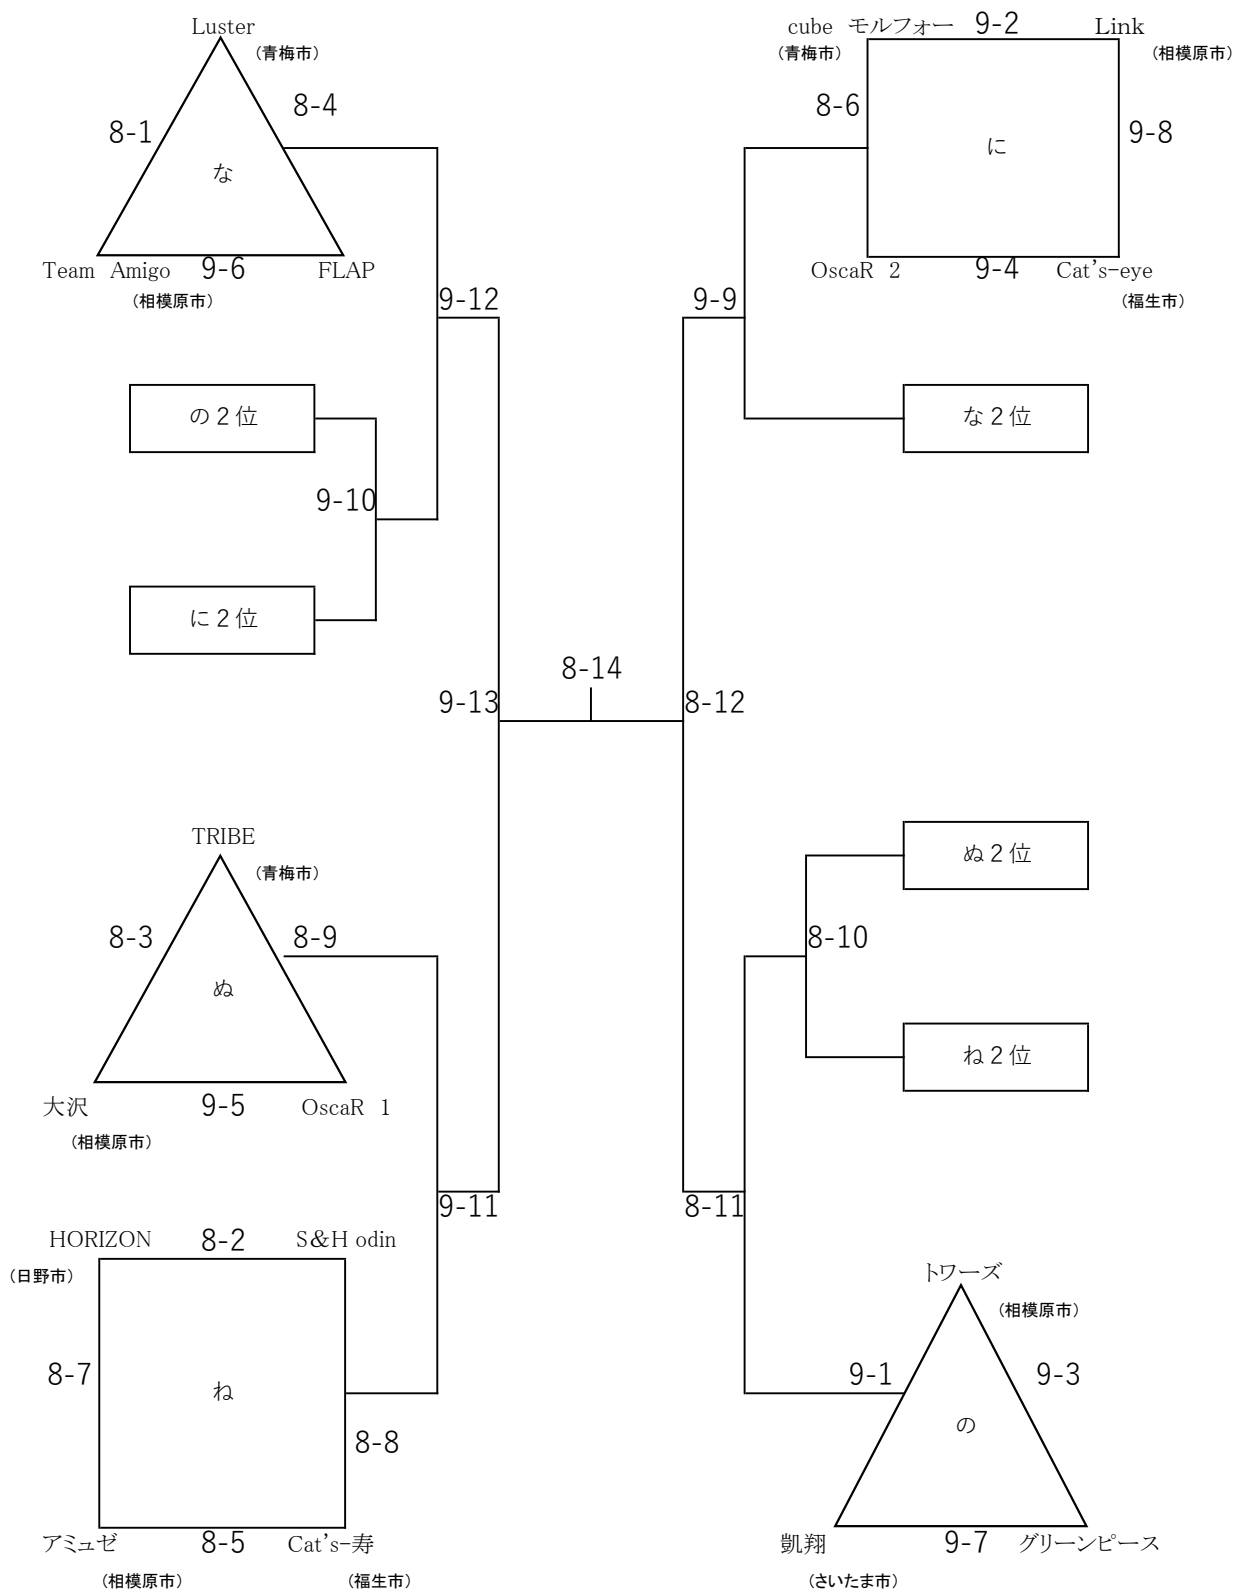 Luster
(青梅市)
8-1
8-4
な
Team Amigo
9-6
FLAP
(相模原市)
cube モルフォー
9-2
Link
(青梅市)
(相模原市)
8-6
に
9-8
OscaR 2
9-4
Cat's-eye
(福生市)
9-12
9-9
の2位
な2位
9-10
に2位
8-14
9-13
8-12
TRIBE
(青梅市)
8-3
8-9
ぬ
大沢
9-5
OscaR 1
(相模原市)
ぬ2位
8-10
ね2位
9-11
8-11
HORIZON
8-2
S&H odin
(日野市)
8-7
ね
8-8
アミュゼ
8-5
Cat's-寿
(相模原市)
(福生市)
トワーズ
(相模原市)
9-1
9-3
の
凱翔
9-7
グリーンピース
(さいたま市)